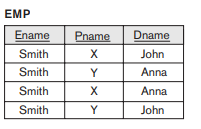 EMP
Ename Pname Dname
Smith X John
Smith Y Anna
Smith X Anna
Smith Y John